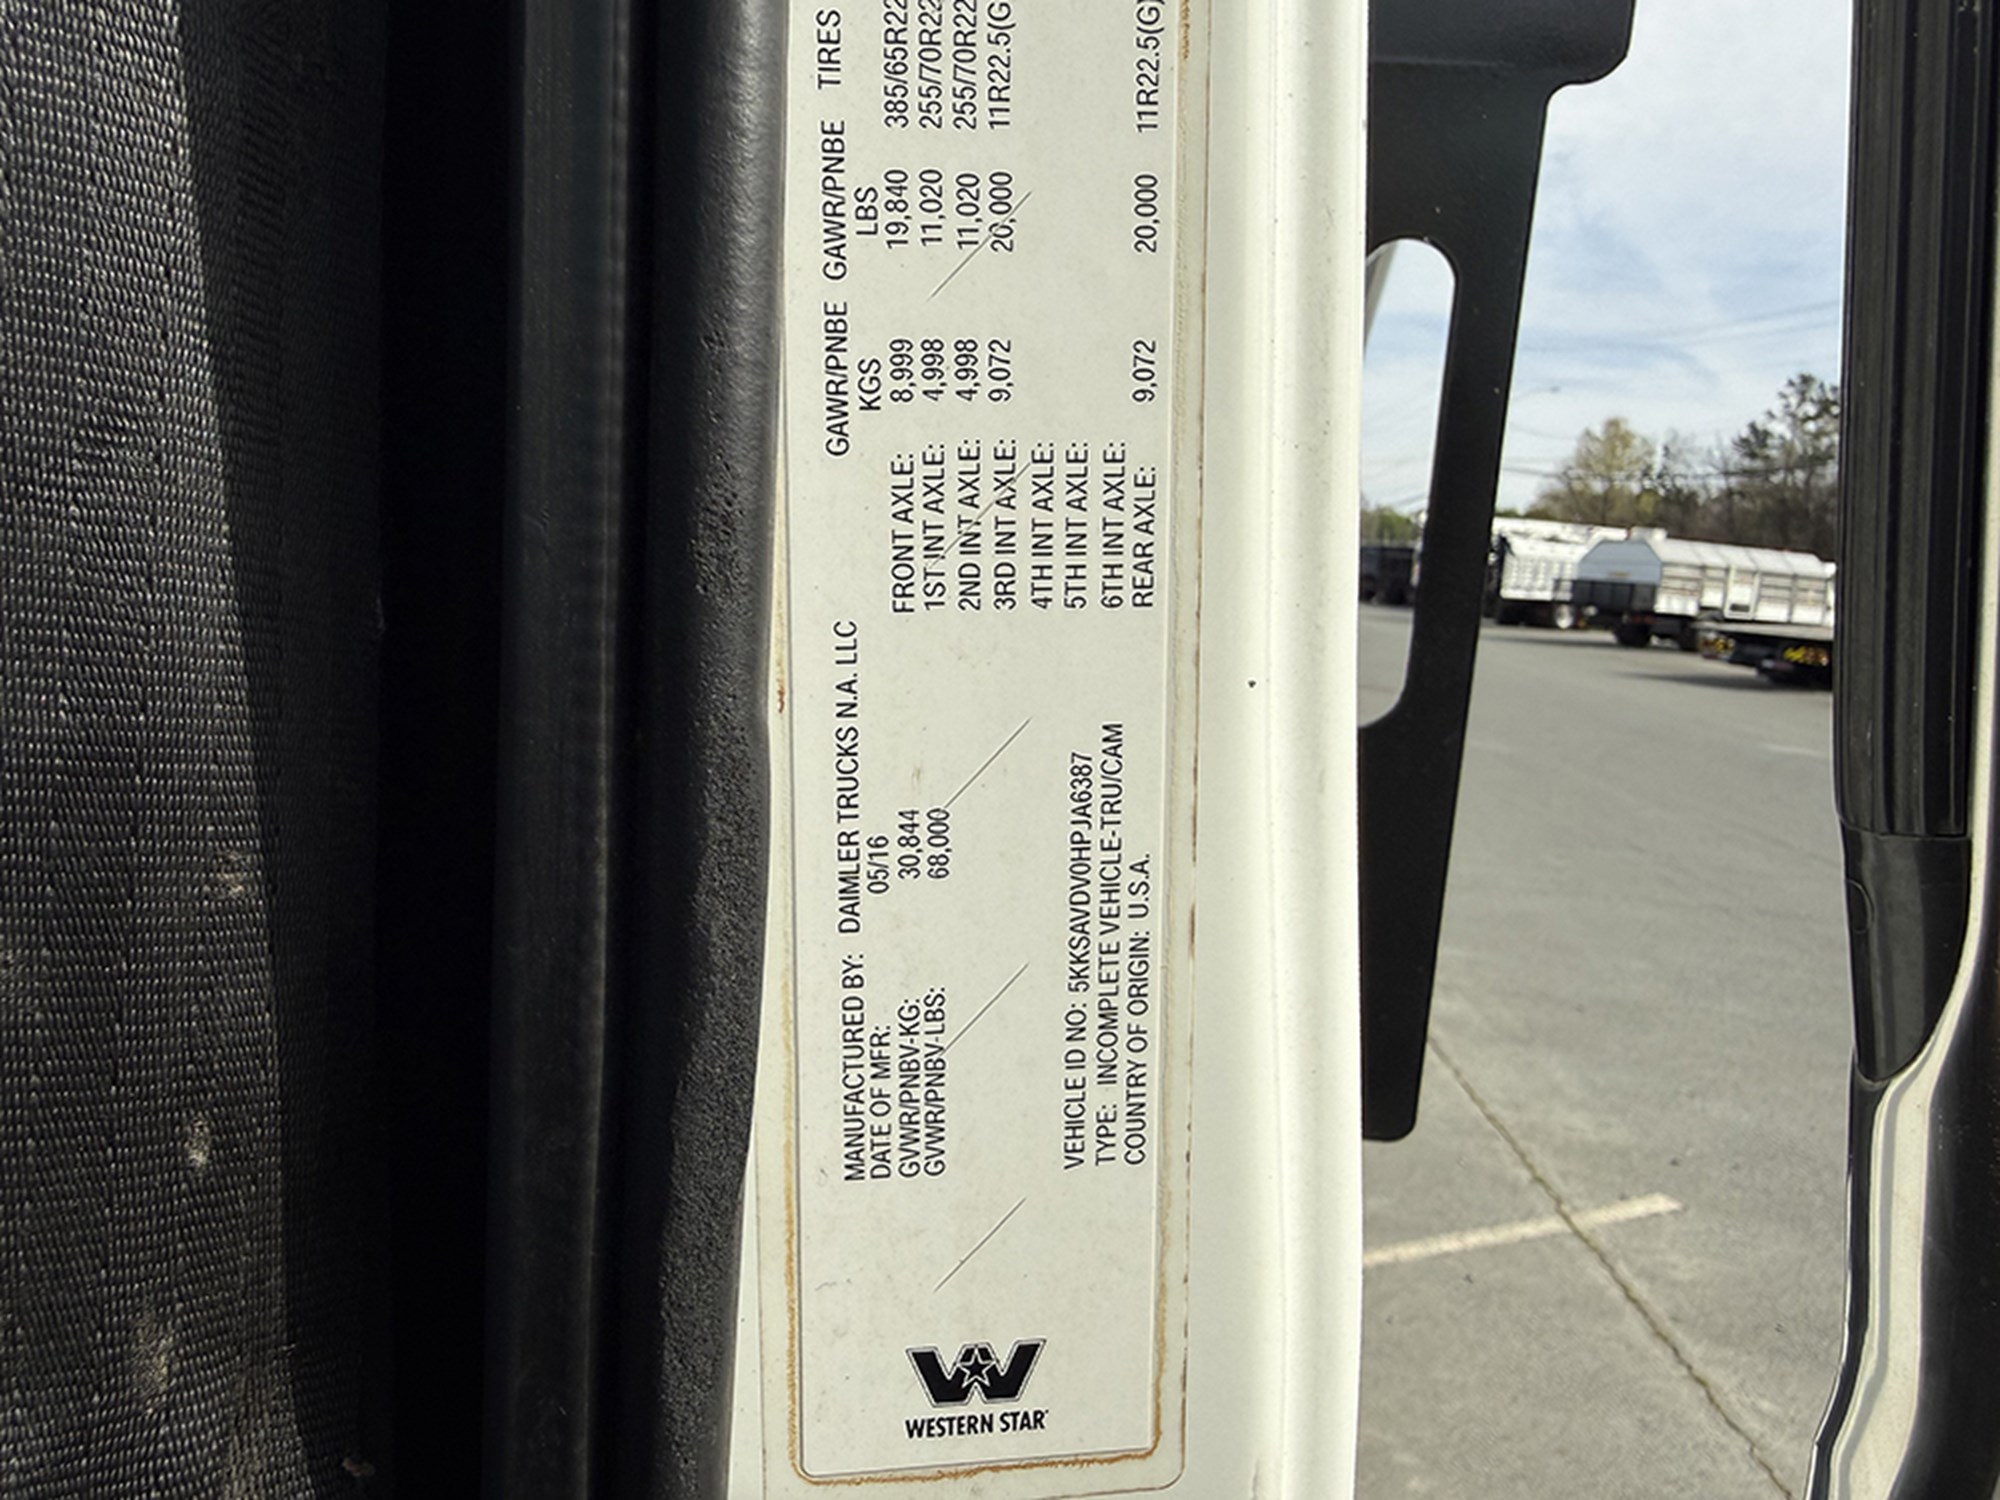 WESTERN STAR
MANUFACTURED BY: DAIMLER TRUCKS N.A. LLC
DATE OF MFR: 05/16
GVWR/PNBV-KG: 30,844
GVWR/PNBV-LBS: 68,000
VEHICLE ID NO: 5KKSAVDV0HPJA6387
TYPE: INCOMPLETE VEHICLE-TRU/CAM
COUNTRY OF ORIGIN: U.S.A.
GAWR/PNBE GAWR/PNBE TIRES
KGS LBS
FRONT AXLE: 8,999 19,840 385/65R22
1ST INT AXLE: 4,998 11,020 255/70R22
2ND INT AXLE: 4,998 11,020 255/70R22
3RD INT AXLE: 9,072 20,000 11R22.5(G)
4TH INT AXLE:
5TH INT AXLE:
6TH INT AXLE:
REAR AXLE: 9,072 20,000 11R22.5(G)